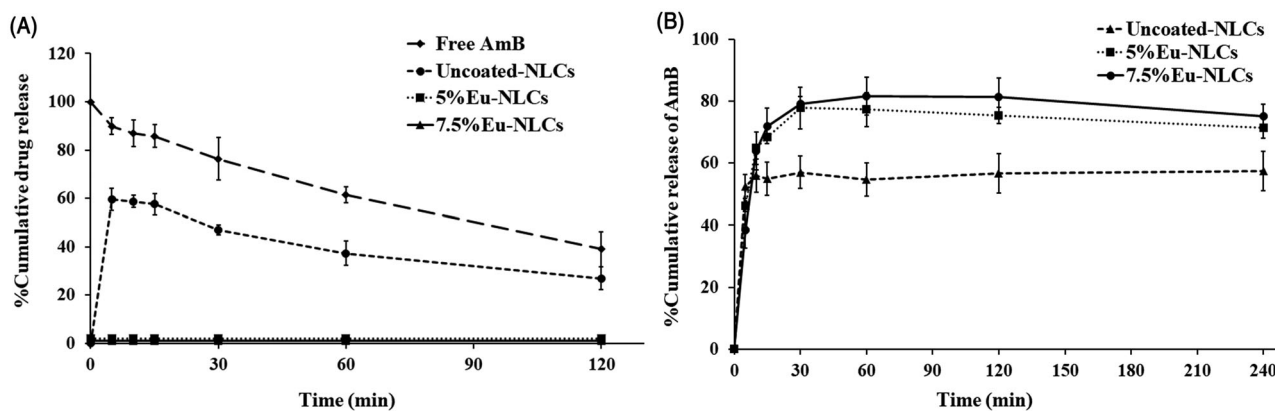 (A)
%Cumulative drug release
120
100
80
60
40
20
0
Free AmB
Uncoated-NLCs
5%Eu-NLCs
7.5%Eu-NLCs
0 30 60 90 120
Time (min)
(B)
%Cumulative release of AmB
100
80
60
40
20
0
Uncoated-NLCs
5%Eu-NLCs
7.5%Eu-NLCs
0 30 60 90 120 150 180 210 240
Time (min)